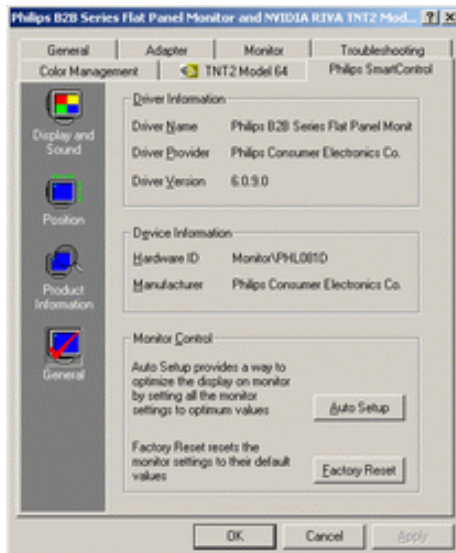 Philips B2B Series Flat Panel Monitor and NVIDIA RIVA TNT2 Mod...
General Adapter Monitor Troubleshooting
Color Management TNT2 Model 64 Philips SmartControl
Display and
Sound
Position
Product
Information
General
Driver Information
Driver Name Philips B2B Series Flat Panel Monit
Driver Provider Philips Consumer Electronics Co.
Driver Version 6.0.9.0
Device Information
Hardware ID Monitor\PHL081D
Manufacturer Philips Consumer Electronics Co.
Monitor Control
Auto Setup provides a way to
optimize the display on monitor
by setting all the monitor
settings to optimum values
Auto Setup
Factory Reset resets the
monitor settings to their default
values
Factory Reset
OK Cancel Apply